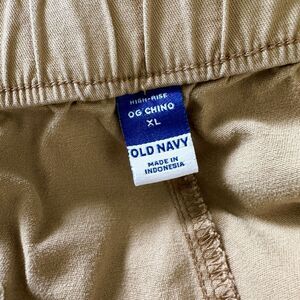 HIGH-RISE
OG CHINO
XL
OLD NAVY
MADE IN
INDONESIA